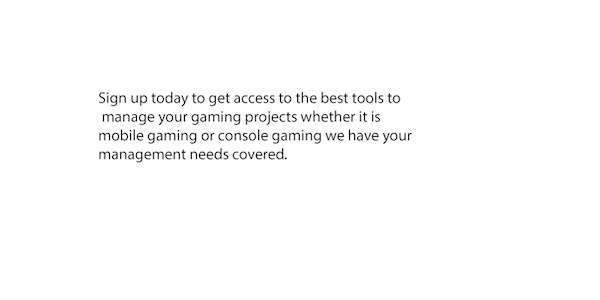 Sign up today to get access to the best tools to
manage your gaming projects whether it is
mobile gaming or console gaming we have your
management needs covered.